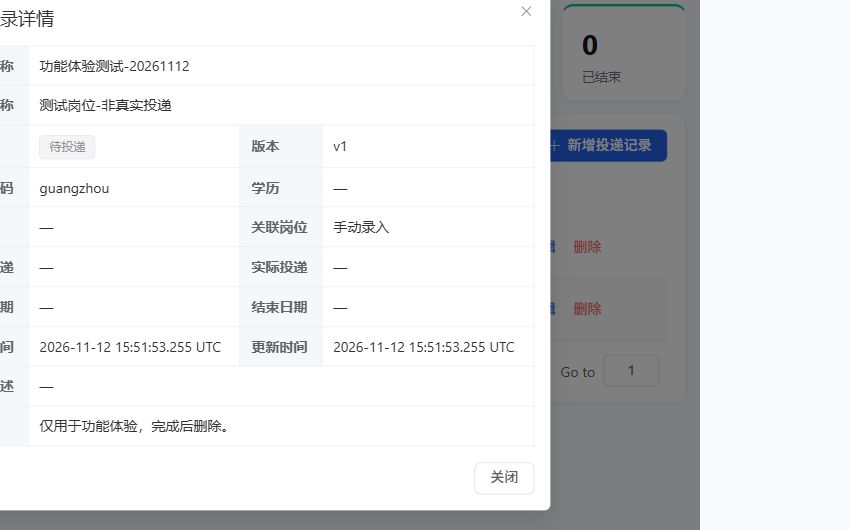 录详情
0
已结束
称 功能体验测试-20261112
称 测试岗位-非真实投递
待投递 版本 v1
新增投递记录
码 guangzhou 学历 —
— 关联岗位 手动录入
辑 删除
递 — 实际投递 —
期 — 结束日期 —
辑 删除
间 2026-11-12 15:51:53.255 UTC 更新时间 2026-11-12 15:51:53.255 UTC
Go to 1
述 —
仅用于功能体验，完成后删除。
关闭